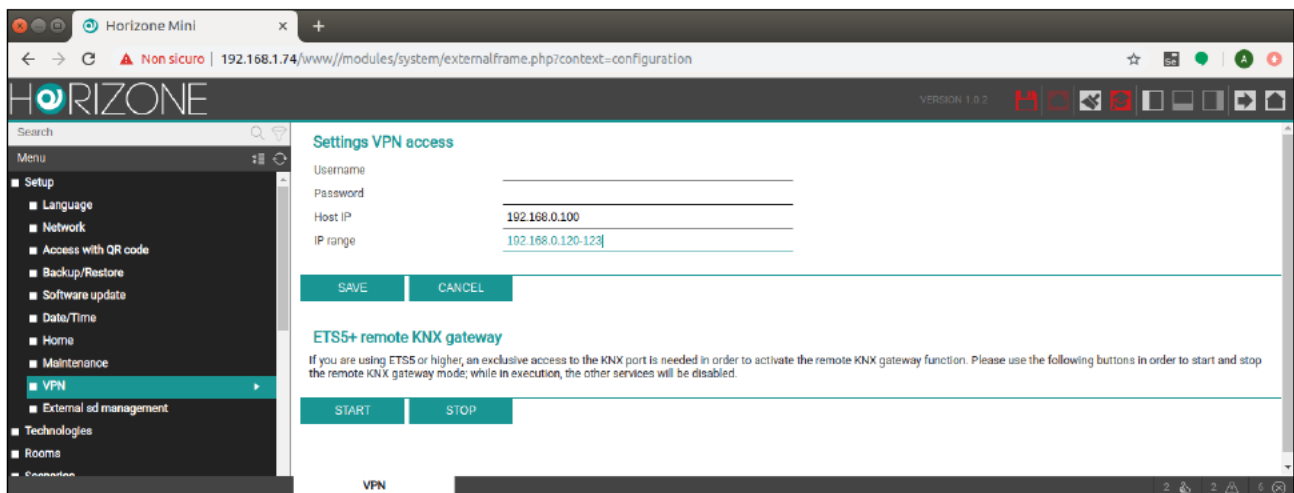 Horizone Mini
Non sicuro | 192.168.1.74/www//modules/system/externalframe.php?context=configuration
Se
A
HORIZONE
VERSION 1.0.2
Search
Menu
Setup
Language
Network
Access with QR code
Backup/Restore
Software update
Date/Time
Home
Maintenance
VPN
External sd management
Technologies
Rooms
Settings VPN access
Username
Password
Host IP 192.168.0.100
IP range 192.168.0.120-123
SAVE CANCEL
ETS5+ remote KNX gateway
If you are using ETS5 or higher, an exclusive access to the KNX port is needed in order to activate the remote KNX gateway function. Please use the following buttons in order to start and stop
the remote KNX gateway mode; while in execution, the other services will be disabled.
START STOP
VPN
2 2 6